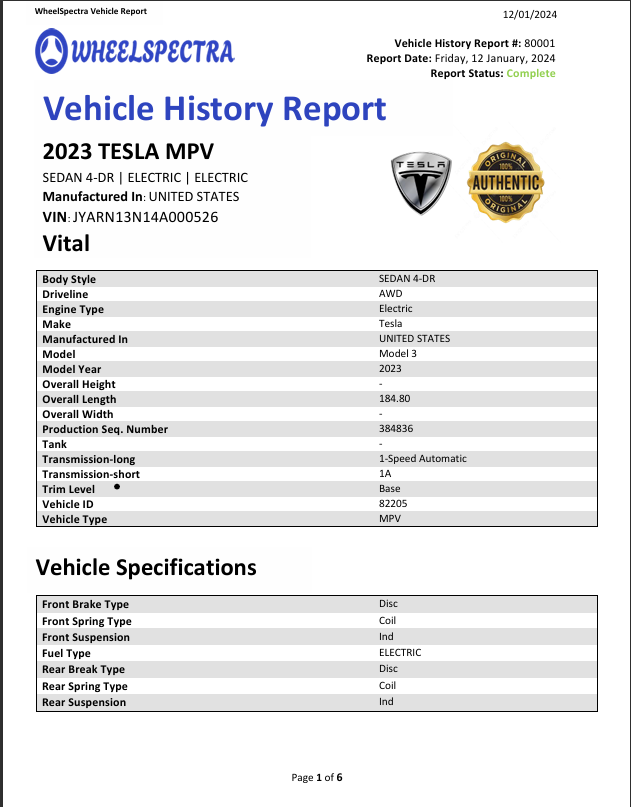 WheelSpectra Vehicle Report
12/01/2024
WHEELSPECTRA
Vehicle History Report #: 80001
Report Date: Friday, 12 January, 2024
Report Status: Complete
Vehicle History Report
2023 TESLA MPV
SEDAN 4-DR | ELECTRIC | ELECTRIC
Manufactured In: UNITED STATES
VIN: JYARN13N14A000526
TESLA
ORIGINAL
100%
AUTHENTIC
100%
ORIGINAL
Vital
Body Style SEDAN 4-DR
Driveline AWD
Engine Type Electric
Make Tesla
Manufactured In UNITED STATES
Model Model 3
Model Year 2023
Overall Height -
Overall Length 184.80
Overall Width -
Production Seq. Number 384836
Tank -
Transmission-long 1-Speed Automatic
Transmission-short 1A
Trim Level Base
Vehicle ID 82205
Vehicle Type MPV
Vehicle Specifications
Front Brake Type Disc
Front Spring Type Coil
Front Suspension Ind
Fuel Type ELECTRIC
Rear Break Type Disc
Rear Spring Type Coil
Rear Suspension Ind
Page 1 of 6